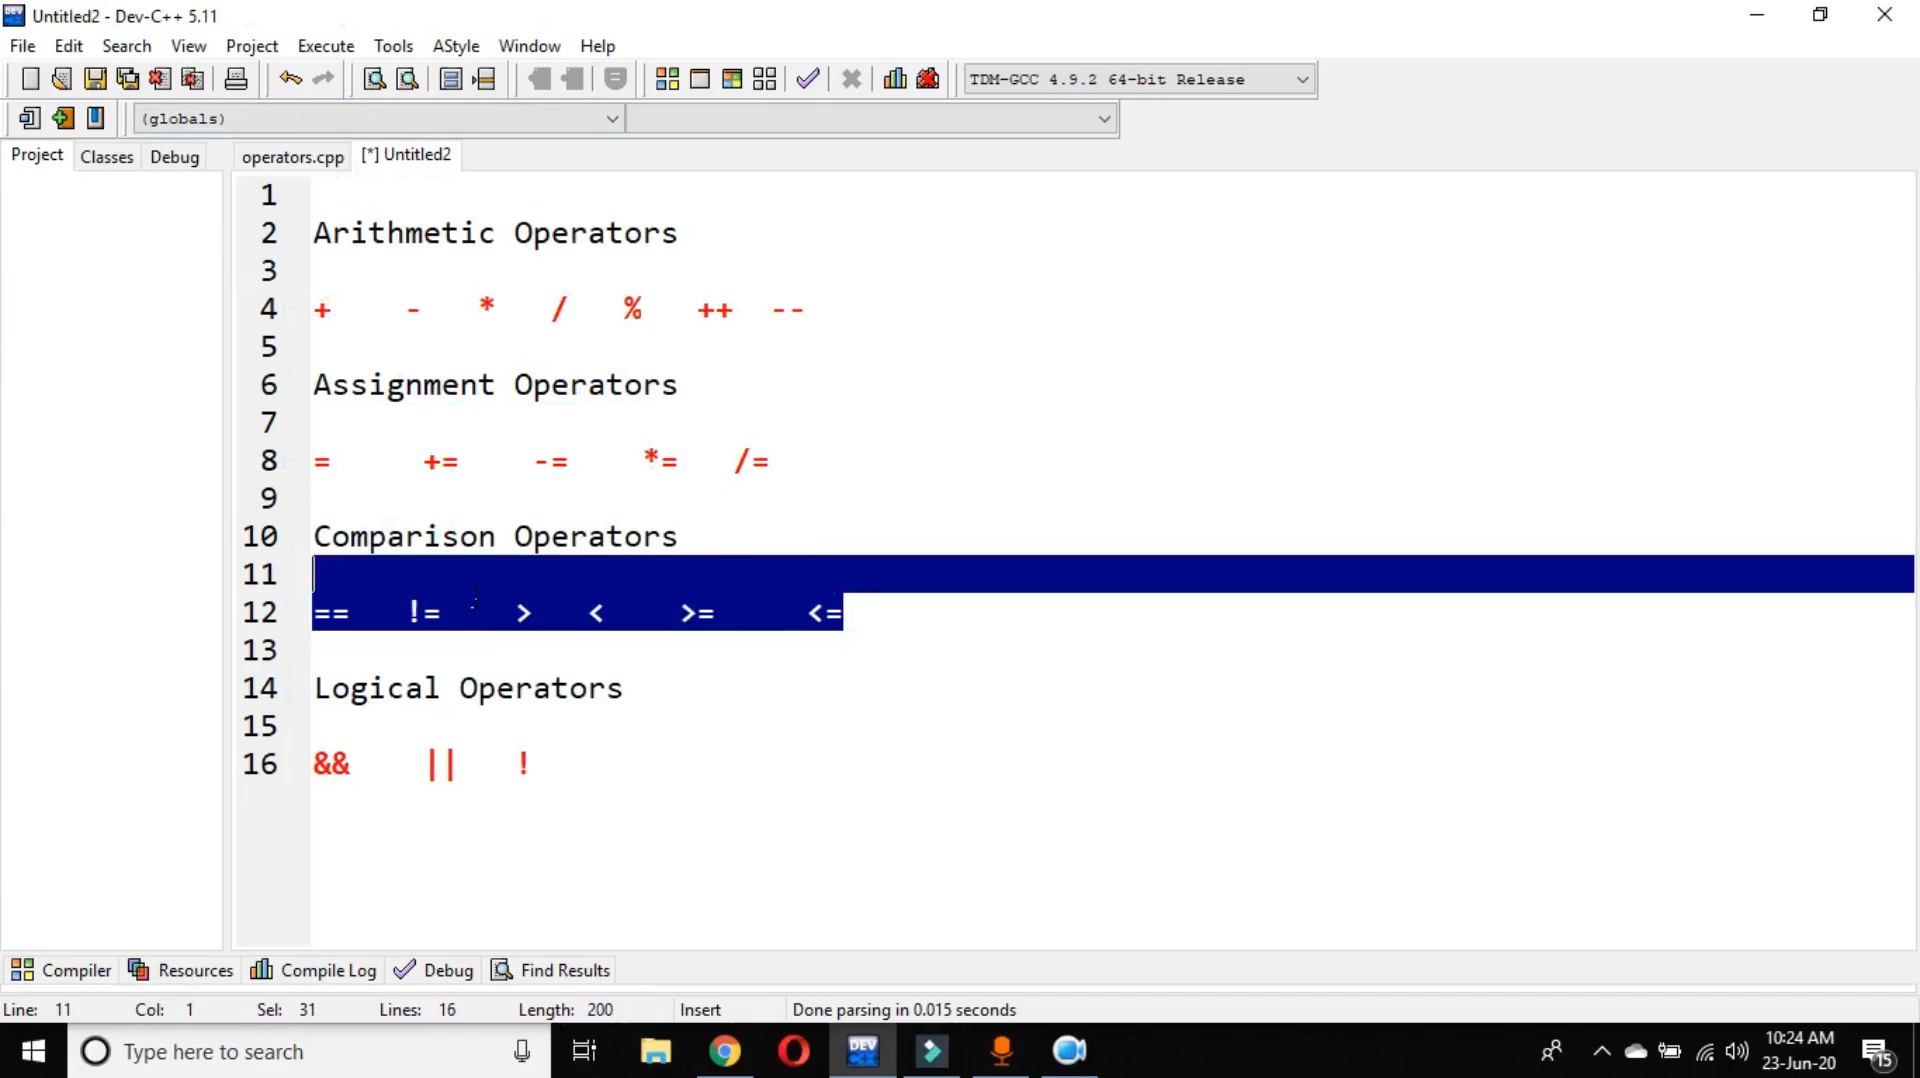 Untitled2 - Dev-C++ 5.11
File Edit Search View Project Execute Tools AStyle Window Help
TDM-GCC 4.9.2 64-bit Release
(globals)
Project Classes Debug operators.cpp [*] Untitled2
1
2 Arithmetic Operators
3
4 + - * / % ++ --
5
6 Assignment Operators
7
8 = += -= *= /=
9
10 Comparison Operators
11
12 == != > < >= <=
13
14 Logical Operators
15
16 && || !
Compiler Resources Compile Log Debug Find Results
Line: 11 Col: 1 Sel: 31 Lines: 16 Length: 200 Insert Done parsing in 0.015 seconds
Type here to search DEV 10:24 AM
23-Jun-20 15